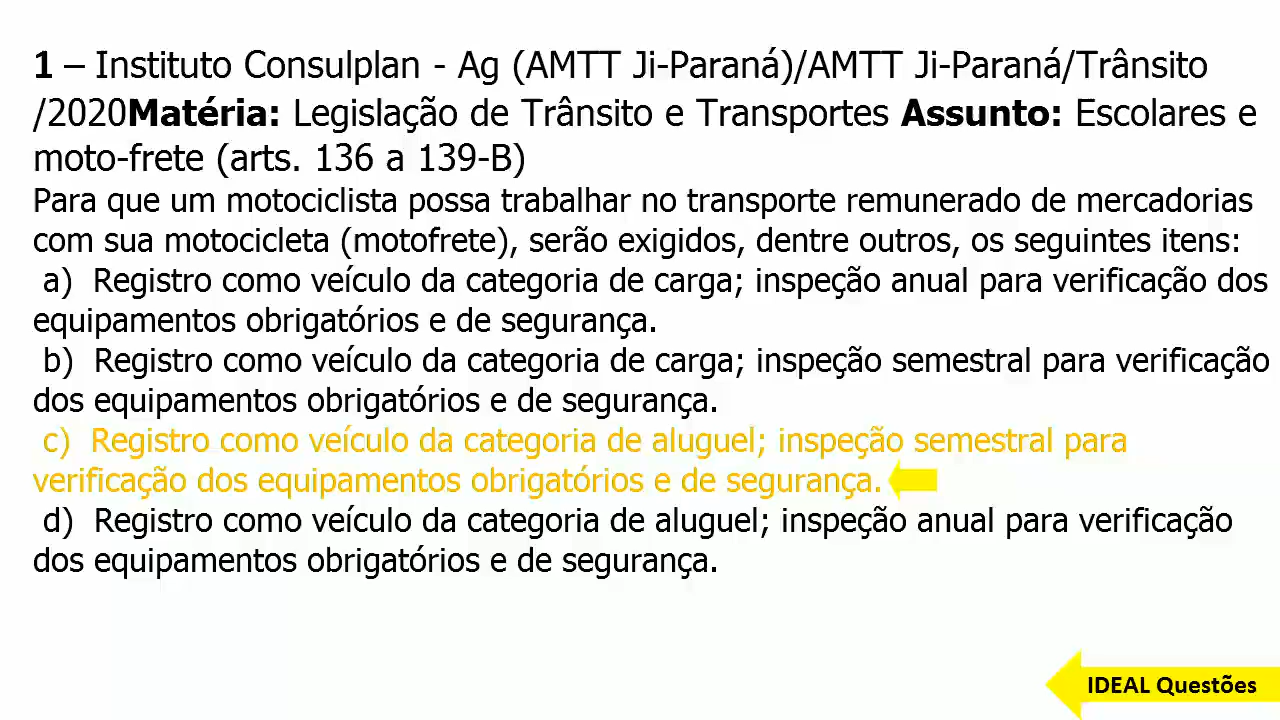 1 – Instituto Consulplan - Ag (AMTT Ji-Paraná)/AMTT Ji-Paraná/Trânsito
/2020Matéria: Legislação de Trânsito e Transportes Assunto: Escolares e
moto-frete (arts. 136 a 139-B)
Para que um motociclista possa trabalhar no transporte remunerado de mercadorias
com sua motocicleta (motofrete), serão exigidos, dentre outros, os seguintes itens:
a) Registro como veículo da categoria de carga; inspeção anual para verificação dos
equipamentos obrigatórios e de segurança.
b) Registro como veículo da categoria de carga; inspeção semestral para verificação
dos equipamentos obrigatórios e de segurança.
c) Registro como veículo da categoria de aluguel; inspeção semestral para
verificação dos equipamentos obrigatórios e de segurança.
d) Registro como veículo da categoria de aluguel; inspeção anual para verificação
dos equipamentos obrigatórios e de segurança.
IDEAL Questões